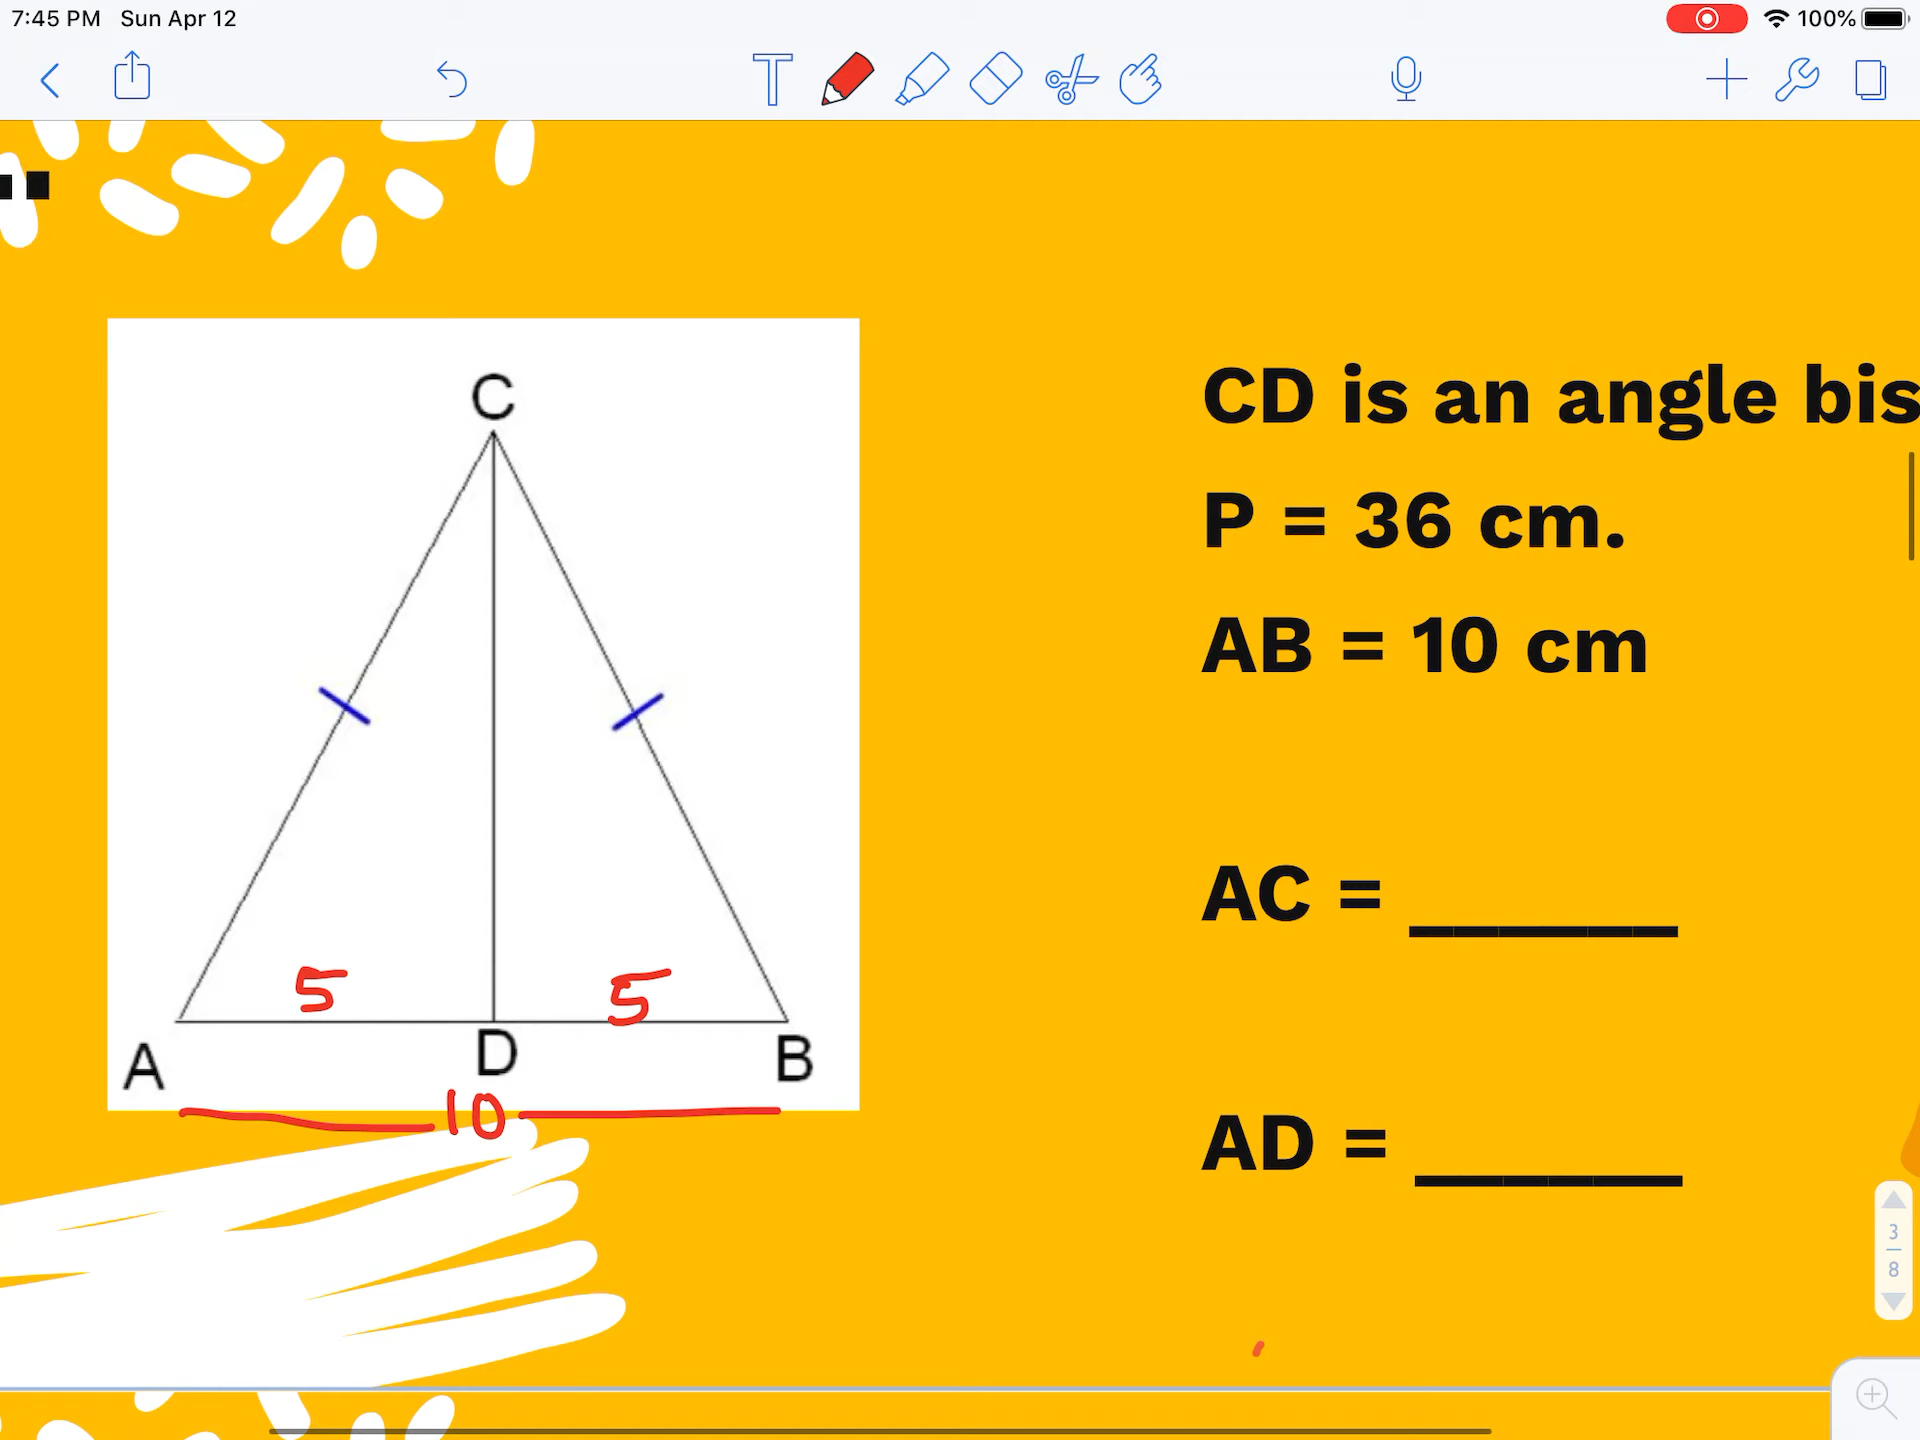 7:45 PM Sun Apr 12
100%
T
C
CD is an angle bis
P = 36 cm.
AB = 10 cm
AC = ______
5 5
A D B
10
AD = ______
3
8